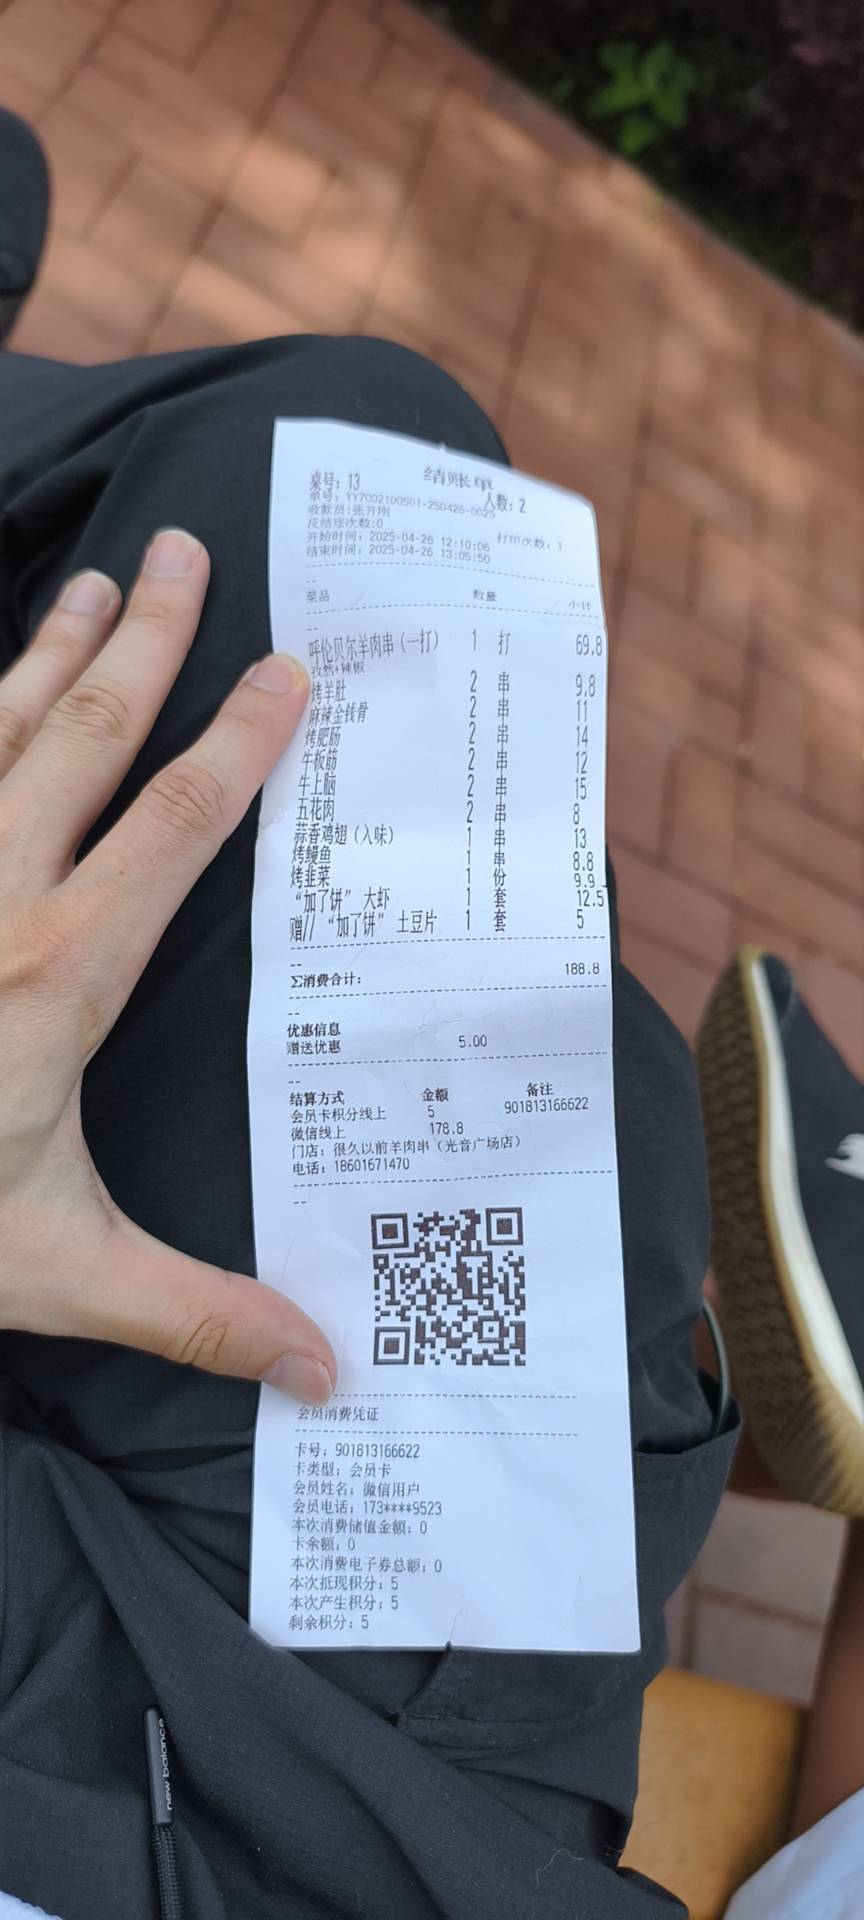 结账单
桌号: 13 人数: 2
单号: YY7002100501-250426-0025
收款员:张开刚
反结账次数:0
开始时间: 2025-04-26 12:10:06 打印次数: 1
结束时间: 2025-04-26 13:05:50
--
菜品 数量 小计
--
呼伦贝尔羊肉串(一打) 1 打 69.8
孜然+辣椒
烤羊肚 2 串 9.8
麻辣金钱骨 2 串 11
烤肥肠 2 串 14
牛板筋 2 串 12
牛上脑 2 串 15
五花肉 2 串 8
蒜香鸡翅(入味) 1 串 13
烤鳗鱼 1 串 8.8
烤韭菜 1 份 9.9
“加了饼” 大虾 1 套 12.5
赠// “加了饼” 土豆片 1 套 5
--
∑消费合计: 188.8
--
优惠信息
赠送优惠 5.00
--
结算方式 金额 备注
会员卡积分线上 5 901813166622
微信线上 178.8
门店: 很久以前羊肉串(光音广场店)
电话: 18601671470
--
会员消费凭证
卡号: 901813166622
卡类型: 会员卡
会员姓名: 微信用户
会员电话: 173****9523
本次消费储值金额: 0
卡余额: 0
本次消费电子券总额: 0
本次抵现积分: 5
本次产生积分: 5
剩余积分: 5
new balance